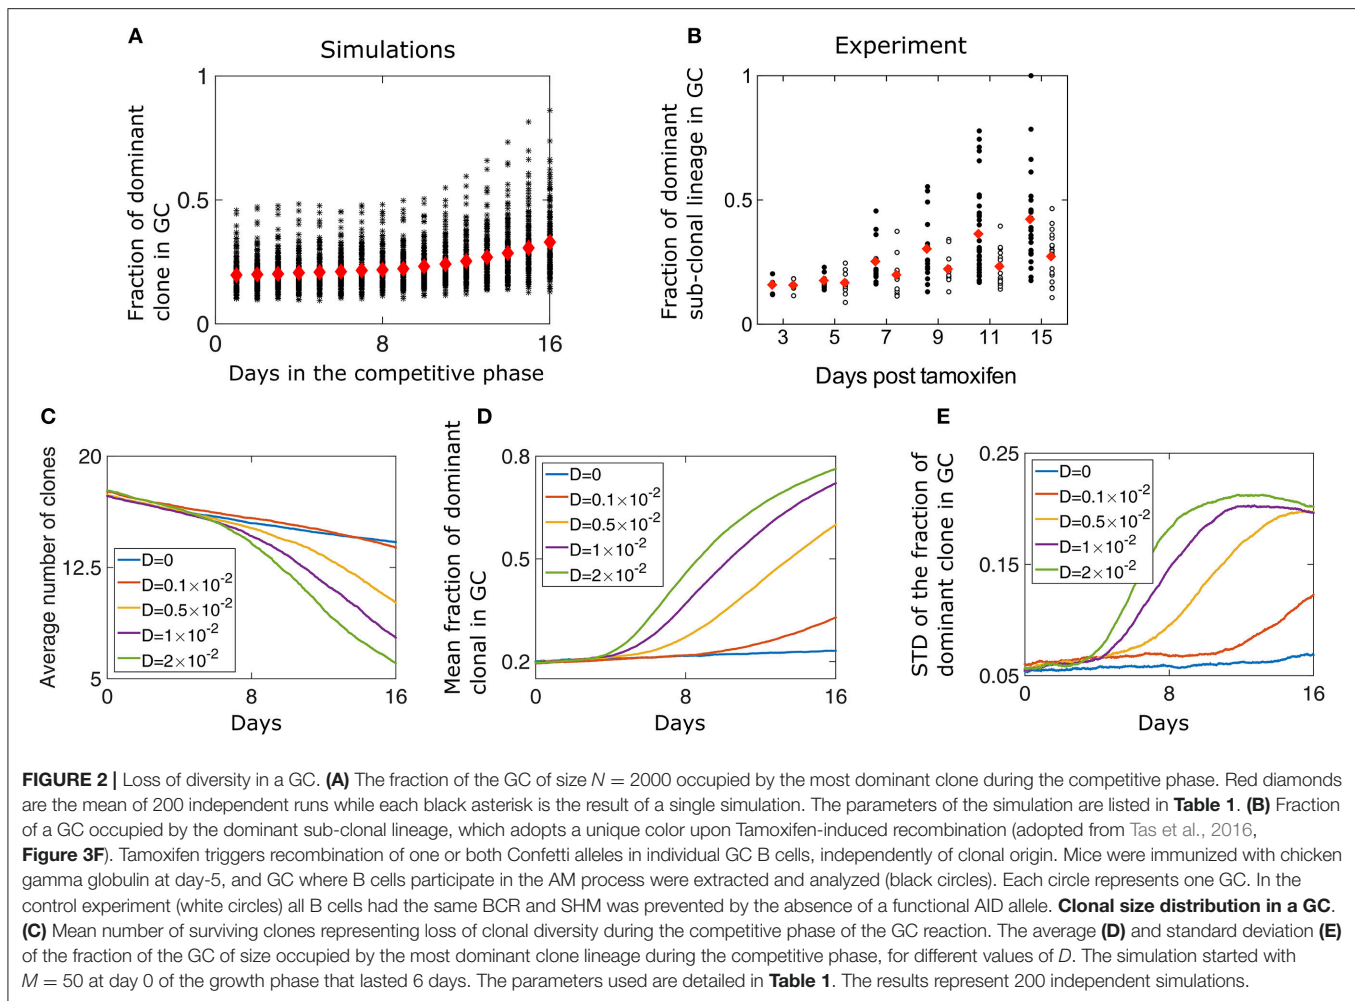 A
Simulations
Fraction of dominant
clone in GC
1
0.5
0
0
8
16
Days in the competitive phase
B
Experiment
Fraction of dominant
sub-clonal lineage in GC
1
0.5
0
3
5
7
9
11
15
Days post tamoxifen
C
Average number of clones
20
12.5
5
D=0
D=0.1×10-2
D=0.5×10-2
D=1×10-2
D=2×10-2
0
8
16
Days
D
Mean fraction of dominant
clonal in GC
0.8
0.5
0.2
D=0
D=0.1×10-2
D=0.5×10-2
D=1×10-2
D=2×10-2
0
8
16
Days
E
STD of the fraction of
dominant clone in GC
0.25
0.15
0.05
D=0
D=0.1×10-2
D=0.5×10-2
D=1×10-2
D=2×10-2
0
8
16
Days
FIGURE 2 | Loss of diversity in a GC. (A) The fraction of the GC of size N = 2000 occupied by the most dominant clone during the competitive phase. Red diamonds
are the mean of 200 independent runs while each black asterisk is the result of a single simulation. The parameters of the simulation are listed in Table 1. (B) Fraction
of a GC occupied by the dominant sub-clonal lineage, which adopts a unique color upon Tamoxifen-induced recombination (adopted from Tas et al., 2016,
Figure 3F). Tamoxifen triggers recombination of one or both Confetti alleles in individual GC B cells, independently of clonal origin. Mice were immunized with chicken
gamma globulin at day-5, and GC where B cells participate in the AM process were extracted and analyzed (black circles). Each circle represents one GC. In the
control experiment (white circles) all B cells had the same BCR and SHM was prevented by the absence of a functional AID allele. Clonal size distribution in a GC.
(C) Mean number of surviving clones representing loss of clonal diversity during the competitive phase of the GC reaction. The average (D) and standard deviation (E)
of the fraction of the GC of size occupied by the most dominant clone lineage during the competitive phase, for different values of D. The simulation started with
M = 50 at day 0 of the growth phase that lasted 6 days. The parameters used are detailed in Table 1. The results represent 200 independent simulations.